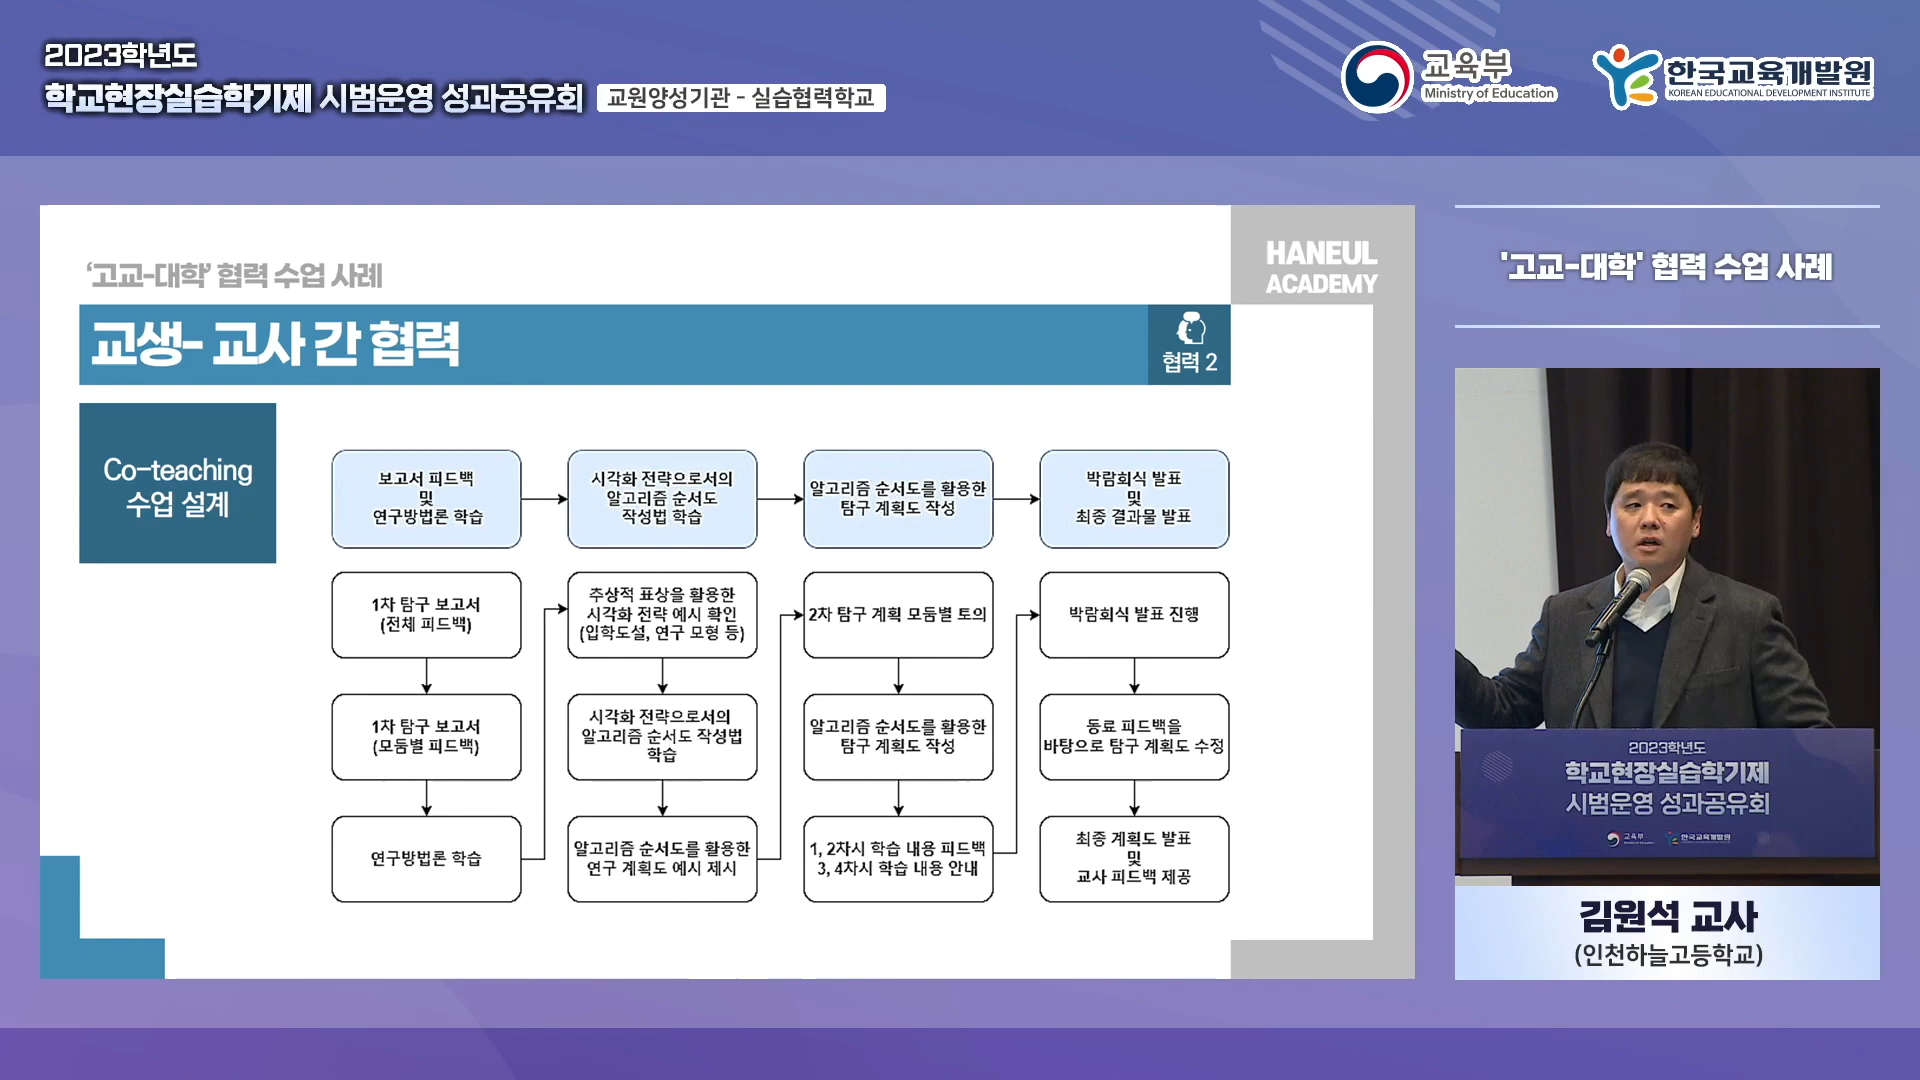 2023학년도
학교현장실습학기제 시범운영 성과공유회 교원양성기관 - 실습협력학교
교육부
Ministry of Education
한국교육개발원
KOREAN EDUCATIONAL DEVELOPMENT INSTITUTE
'고교-대학' 협력 수업 사례
HANEUL
ACADEMY
교생- 교사 간 협력
협력 2
Co-teaching
수업 설계
보고서 피드백
및
연구방법론 학습
시각화 전략으로서의
알고리즘 순서도
작성법 학습
알고리즘 순서도를 활용한
탐구 계획도 작성
박람회식 발표
및
최종 결과물 발표
1차 탐구 보고서
(전체 피드백)
추상적 표상을 활용한
시각화 전략 예시 확인
(입학도설, 연구 모형 등)
2차 탐구 계획 모둠별 토의
박람회식 발표 진행
1차 탐구 보고서
(모둠별 피드백)
시각화 전략으로서의
알고리즘 순서도 작성법
학습
알고리즘 순서도를 활용한
탐구 계획도 작성
동료 피드백을
바탕으로 탐구 계획도 수정
연구방법론 학습
알고리즘 순서도를 활용한
연구 계획도 예시 제시
1, 2차시 학습 내용 피드백
3, 4차시 학습 내용 안내
최종 계획도 발표
및
교사 피드백 제공
'고교-대학' 협력 수업 사례
2023학년도
학교현장실습학기제
시범운영 성과공유회
교육부
한국교육개발원
김원석 교사
(인천하늘고등학교)